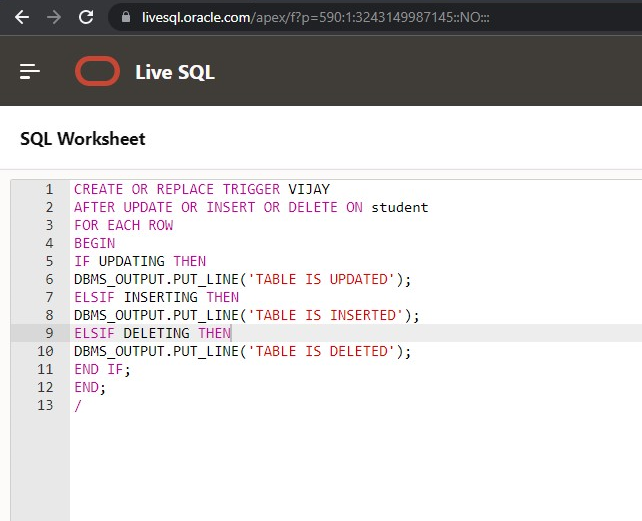 livesql.oracle.com/apex/f?p=590:1:3243149987145::NO:::
Live SQL
SQL Worksheet
1 CREATE OR REPLACE TRIGGER VIJAY
2 AFTER UPDATE OR INSERT OR DELETE ON student
3 FOR EACH ROW
4 BEGIN
5 IF UPDATING THEN
6 DBMS_OUTPUT.PUT_LINE('TABLE IS UPDATED');
7 ELSIF INSERTING THEN
8 DBMS_OUTPUT.PUT_LINE('TABLE IS INSERTED');
9 ELSIF DELETING THEN
10 DBMS_OUTPUT.PUT_LINE('TABLE IS DELETED');
11 END IF;
12 END;
13 /